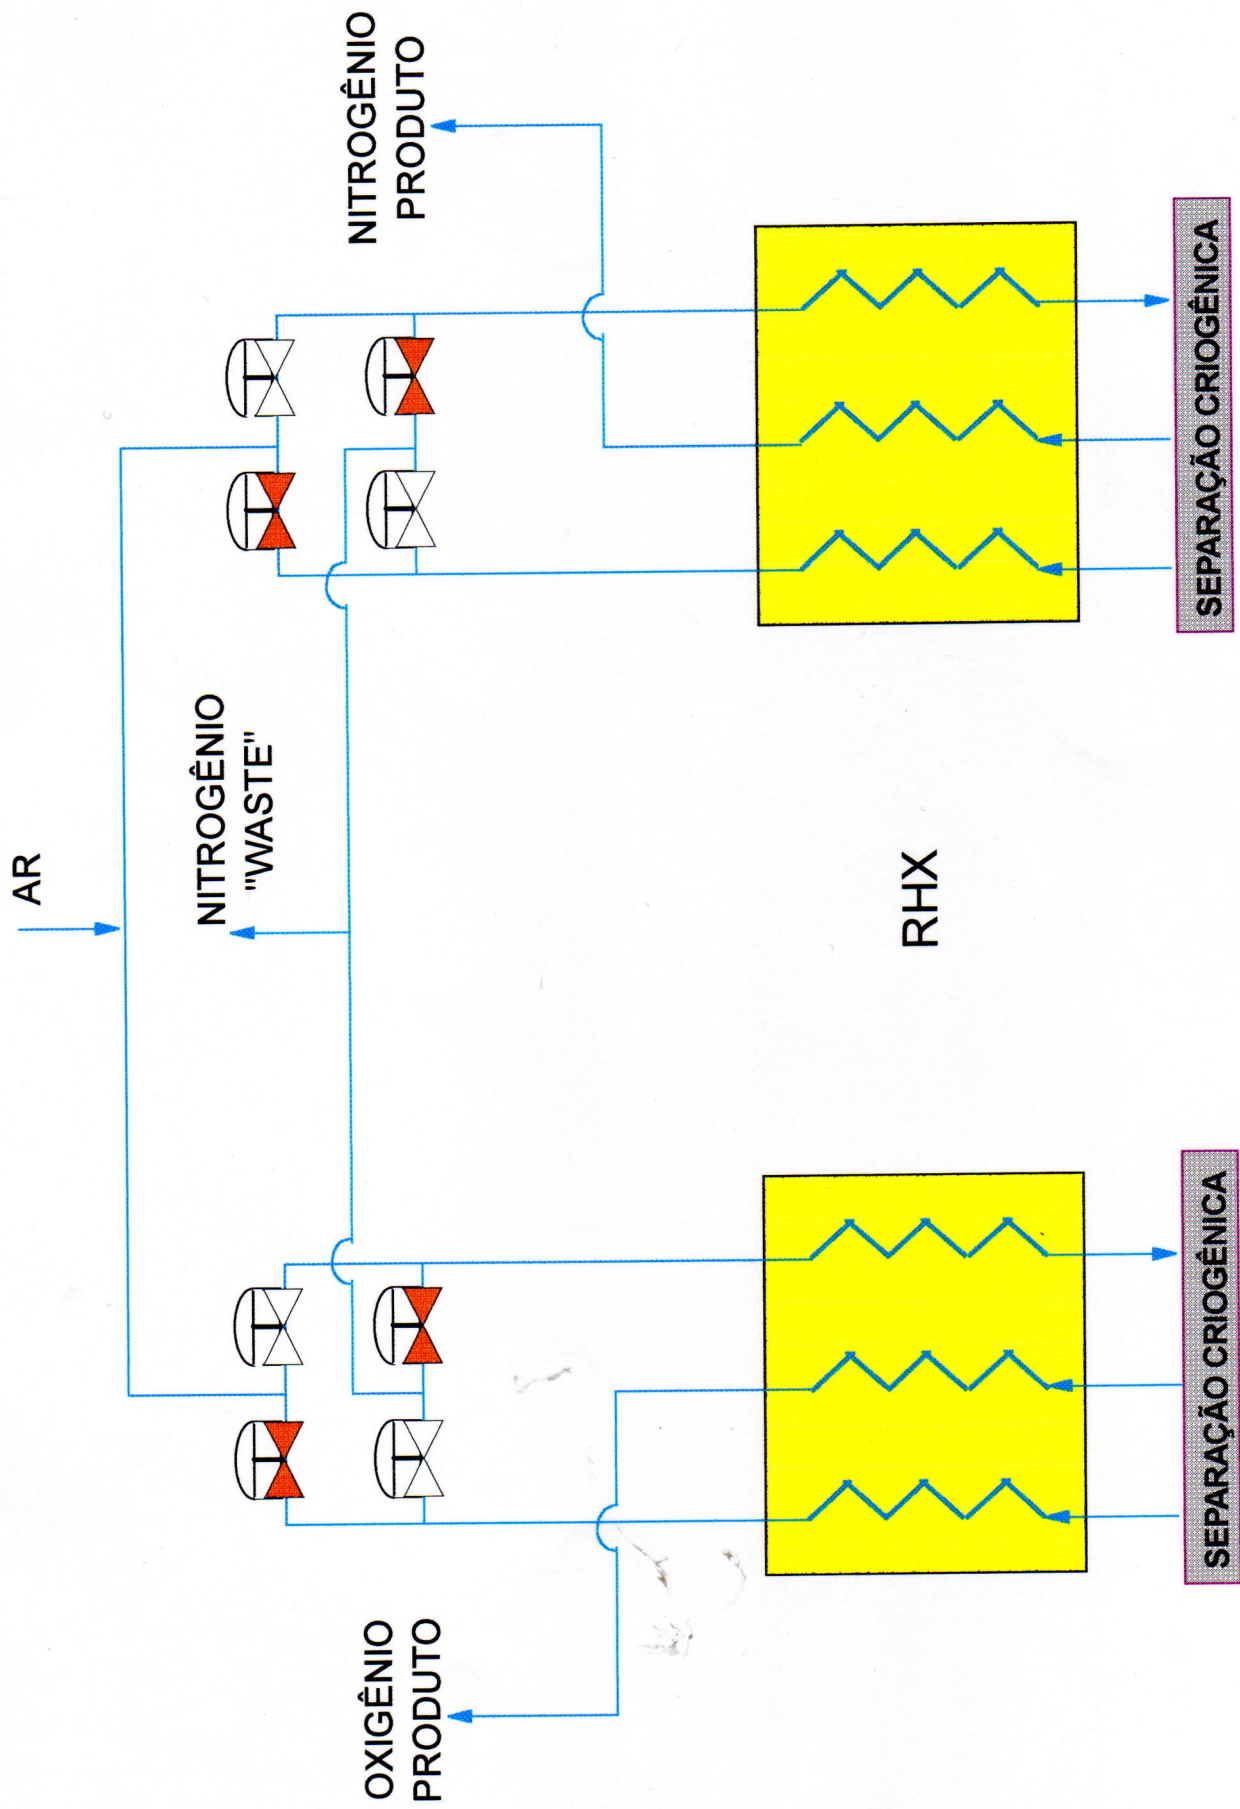 AR
NITROGÊNIO
"WASTE"
OXIGÊNIO
PRODUTO
NITROGÊNIO
PRODUTO
RHX
SEPARAÇÃO CRIOGÊNICA
SEPARAÇÃO CRIOGÊNICA